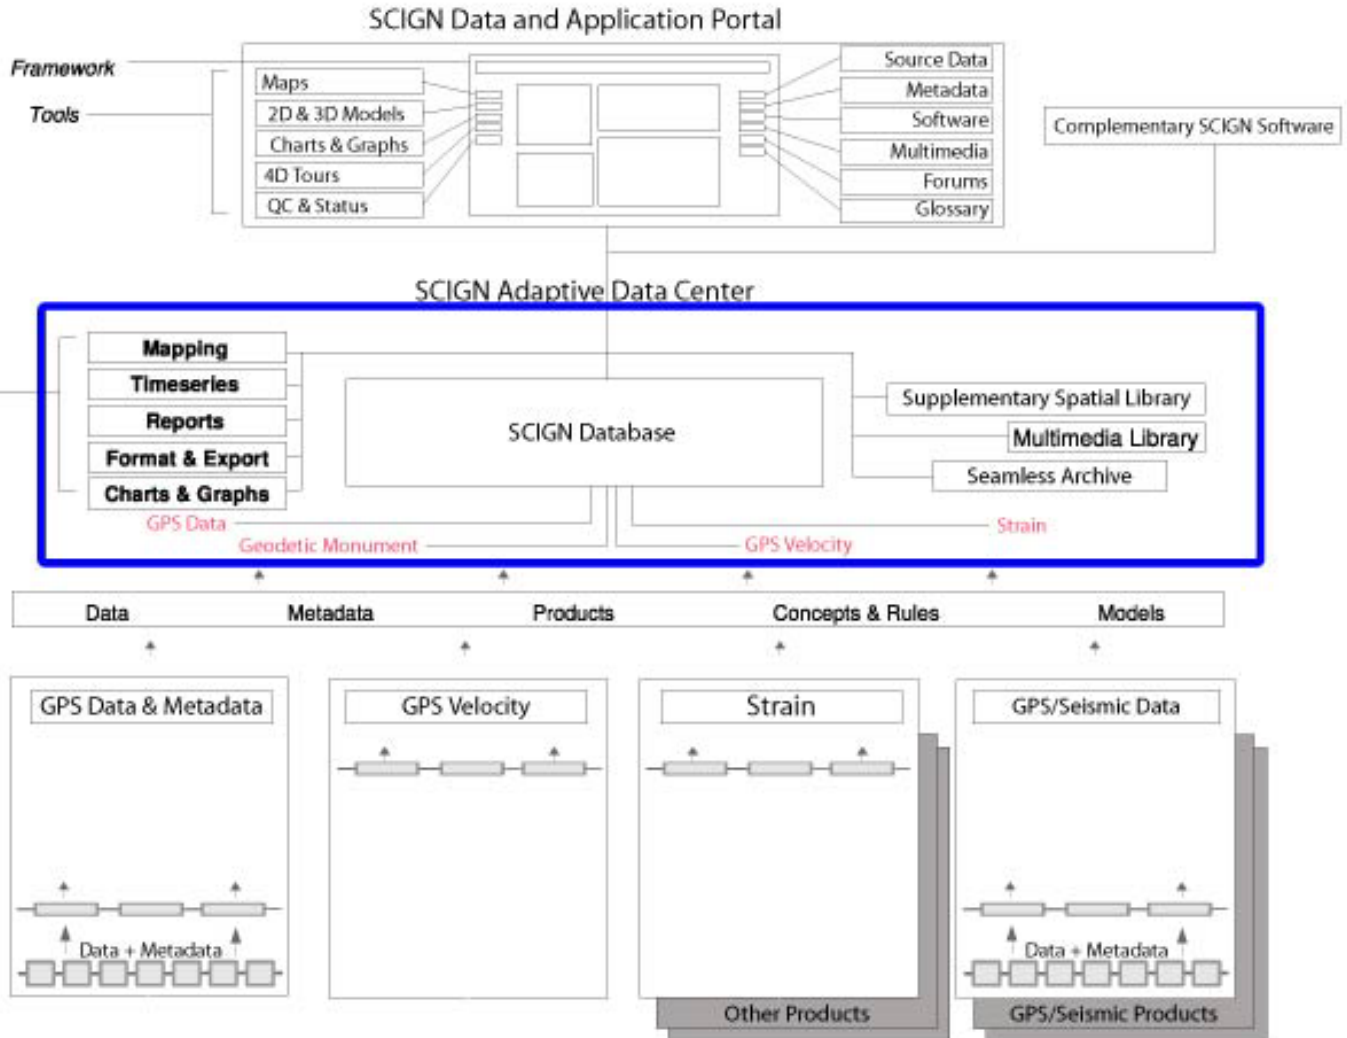 SCIGN Data and Application Portal
Framework
Tools
Maps
2D & 3D Models
Charts & Graphs
4D Tours
QC & Status
Source Data
Metadata
Software
Multimedia
Forums
Glossary
Complementary SCIGN Software
SCIGN Adaptive Data Center
Mapping
Timeseries
Reports
Format & Export
Charts & Graphs
SCIGN Database
Supplementary Spatial Library
Multimedia Library
Seamless Archive
GPS Data
Geodetic Monument
GPS Velocity
Strain
Data Metadata Products Concepts & Rules Models
GPS Data & Metadata
Data + Metadata
GPS Velocity
Strain
Other Products
GPS/Seismic Data
Data + Metadata
GPS/Seismic Products